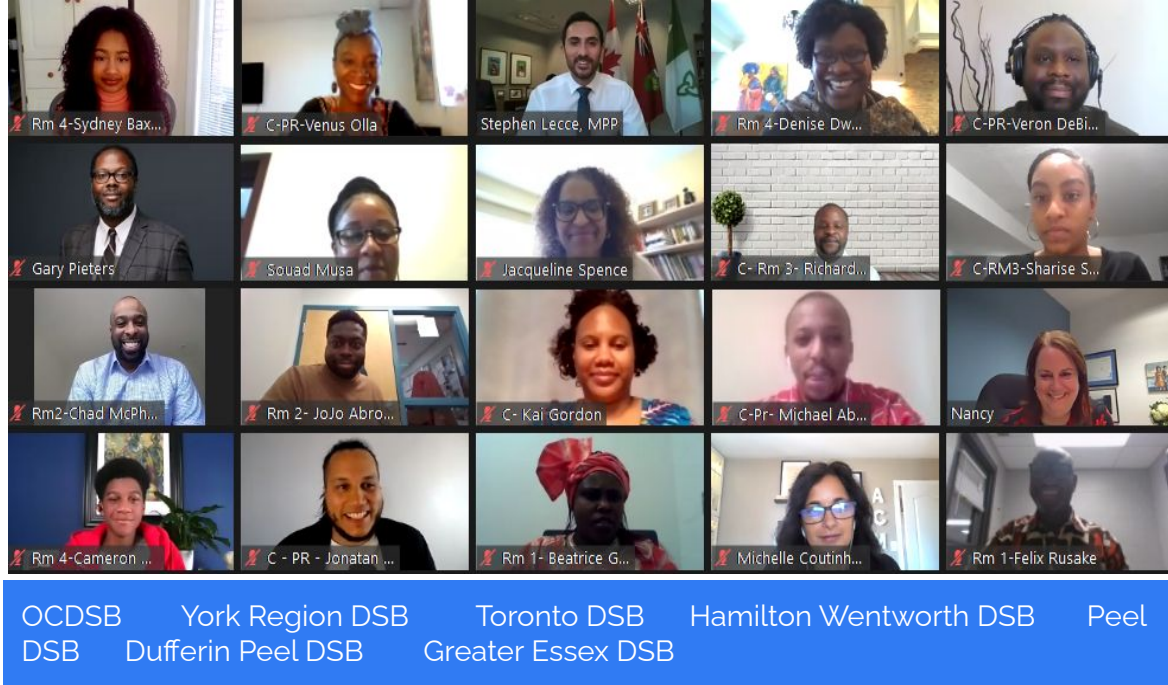 Rm 4-Sydney Bax...
C-PR-Venus Olla
Stephen Lecce, MPP
Rm 4-Denise Dw...
C-PR-Veron DeBi...
Gary Pieters
Souad Musa
Jacqueline Spence
C- Rm 3- Richard...
C-RM3-Sharise S...
Rm2-Chad McPh...
Rm 2- JoJo Abro...
C- Kai Gordon
C-Pr- Michael Ab...
Nancy
Rm 4-Cameron ...
C - PR - Jonatan ...
Rm 1- Beatrice G...
Michelle Coutinh...
A
C
Rm 1-Felix Rusake
OCDSB York Region DSB Toronto DSB Hamilton Wentworth DSB Peel
DSB Dufferin Peel DSB Greater Essex DSB